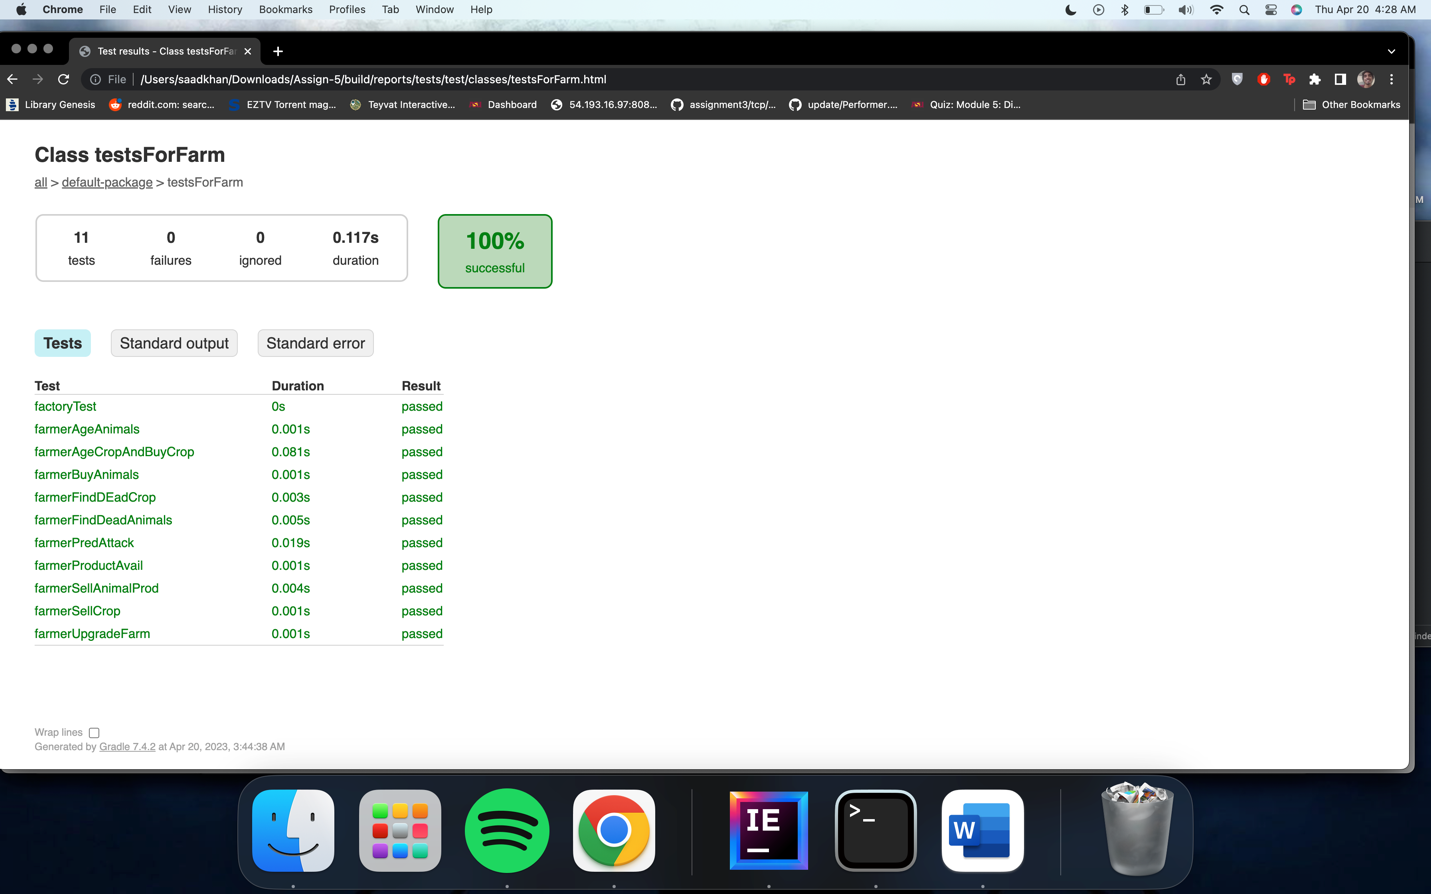 Chrome File Edit View History Bookmarks Profiles Tab Window Help Thu Apr 20 4:28 AM
Test results - Class testsForFar
File /Users/saadkhan/Downloads/Assign-5/build/reports/tests/test/classes/testsForFarm.html
Tp
Library Genesis reddit.com: searc... EZTV Torrent mag... Teyvat Interactive... Dashboard 54.193.16.97:808... assignment3/tcp/... update/Performer.... Quiz: Module 5: Di... Other Bookmarks
Class testsForFarm
all > default-package > testsForFarm
11 0 0 0.117s
tests failures ignored duration
100%
successful
Tests Standard output Standard error
Test Duration Result
factoryTest 0s passed
farmerAgeAnimals 0.001s passed
farmerAgeCropAndBuyCrop 0.081s passed
farmerBuyAnimals 0.001s passed
farmerFindDEadCrop 0.003s passed
farmerFindDeadAnimals 0.005s passed
farmerPredAttack 0.019s passed
farmerProductAvail 0.001s passed
farmerSellAnimalProd 0.004s passed
farmerSellCrop 0.001s passed
farmerUpgradeFarm 0.001s passed
M
inde
Wrap lines
Generated by Gradle 7.4.2 at Apr 20, 2023, 3:44:38 AM
IE
>_
W